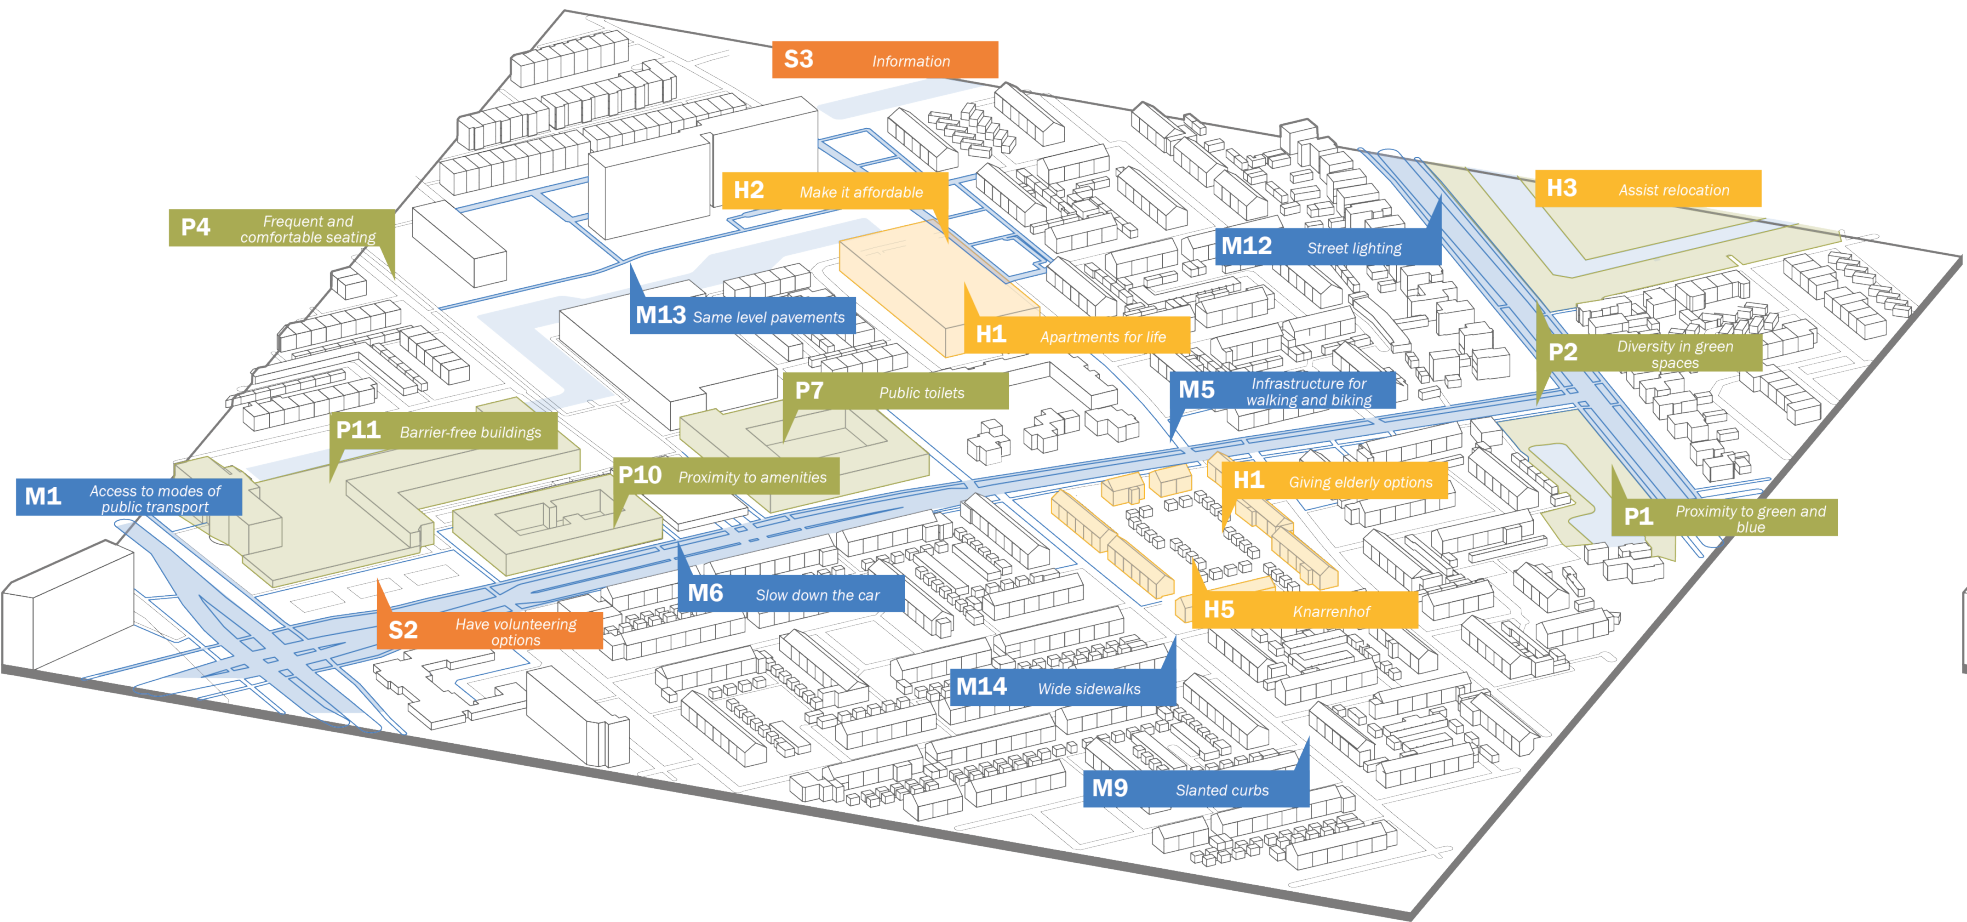 S3 Information
H2 Make it affordable
H3 Assist relocation
P4 Frequent and
comfortable seating
M12 Street lighting
M13 Same level pavements
H1 Apartments for life
P2 Diversity in green
spaces
P7 Public toilets
M5 Infrastructure for
walking and biking
P11 Barrier-free buildings
P10 Proximity to amenities
H1 Giving elderly options
M1 Access to modes of
public transport
P1 Proximity to green and
blue
M6 Slow down the car
H5 Knarrenhof
S2 Have volunteering
options
M14 Wide sidewalks
M9 Slanted curbs